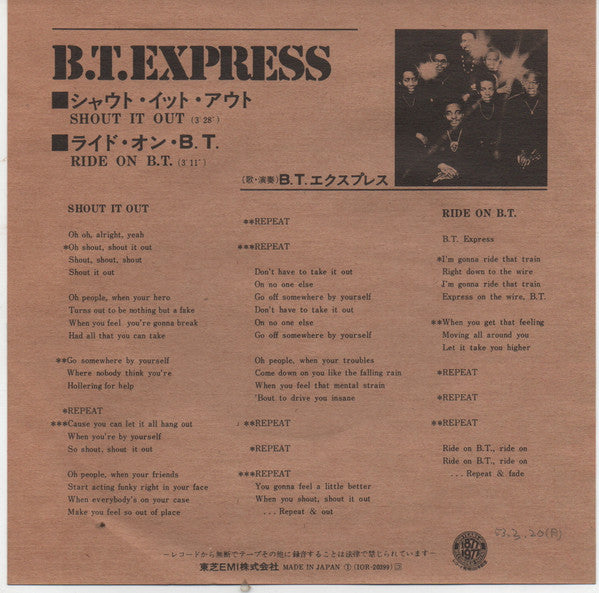 B.T.EXPRESS
■シャウト・イット・アウト
SHOUT IT OUT (3'28")
■ライド・オン・B.T.
RIDE ON B.T. (3'11")
(歌・演奏)B.T.エクスプレス
SHOUT IT OUT
Oh oh, alright, yeah
*Oh shout, shout it out
Shout, shout, shout
Shout it out
Oh people, when your hero
Turns out to be nothing but a fake
When you feel you're gonna break
Had all that you can take
**Go somewhere by yourself
Where nobody think you're
Hollering for help
*REPEAT
***Cause you can let it all hang out
When you're by yourself
So shout, shout it out
Oh people, when your friends
Start acting funky right in your face
When everybody's on your case
Make you feel so out of place
**REPEAT
***REPEAT
Don't have to take it out
On no one else
Go off somewhere by yourself
Don't have to take it out
On no one else
Go off somewhere by yourself
Oh people, when your troubles
Come down on you like the falling rain
When you feel that mental strain
'Bout to drive you insane
**REPEAT
*REPEAT
***REPEAT
You gonna feel a little better
When you shout, shout it out
...Repeat & out
RIDE ON B.T.
B.T. Express
*I'm gonna ride that train
Right down to the wire
I'm gonna ride that train
Express on the wire, B.T.
**When you get that feeling
Moving all around you
Let it take you higher
*REPEAT
**REPEAT
Ride on B.T., ride on
Ride on B.T., ride on
...Repeat & fade
1877
1977
53.3.20(月)
−レコードから無断でテープその他に録音することは法律で禁じられています−
東芝EMI株式会社 MADE IN JAPAN ① (IOR-20399)